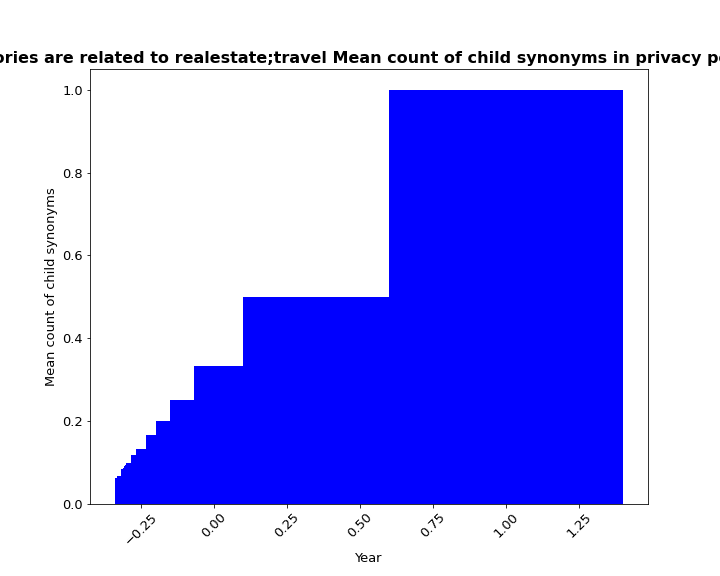 ories are related to realestate;travel Mean count of child synonyms in privacy po
1.0
0.8
0.6
0.4
0.2
0.0
Mean count of child synonyms
−0.25 0.00 0.25 0.50 0.75 1.00 1.25
Year